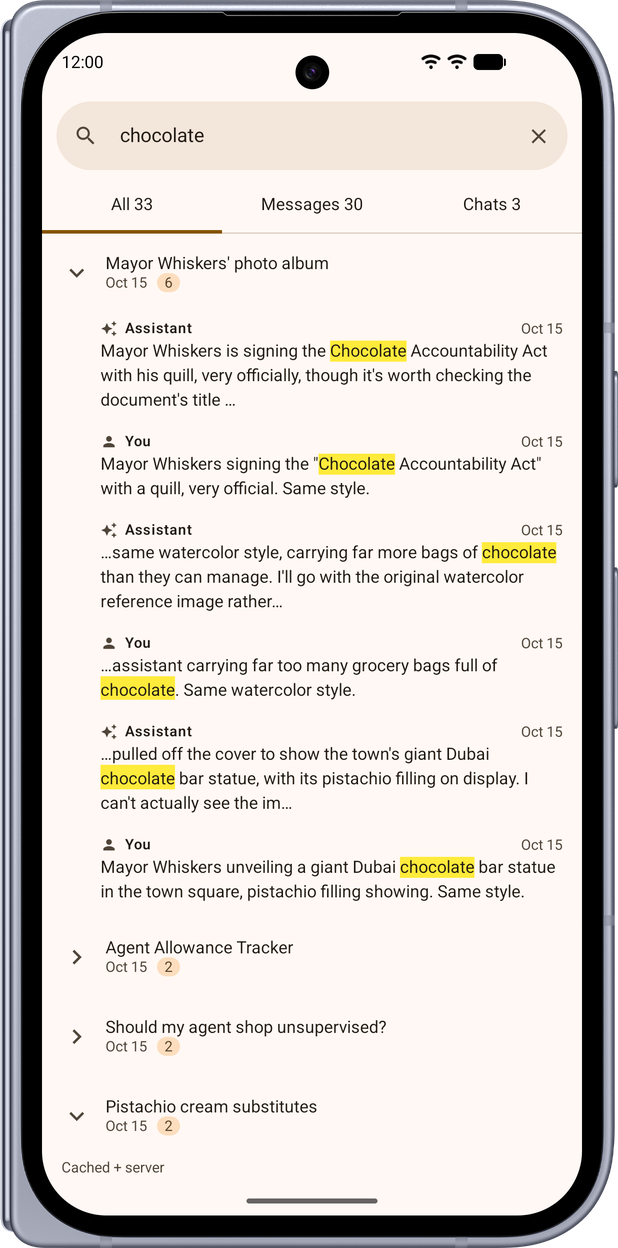 12:00
chocolate
All 33
Messages 30
Chats 3
Mayor Whiskers' photo album
Oct 15 6
Assistant Oct 15
Mayor Whiskers is signing the Chocolate Accountability Act
with his quill, very officially, though it's worth checking the
document's title …
You Oct 15
Mayor Whiskers signing the "Chocolate Accountability Act"
with a quill, very official. Same style.
Assistant Oct 15
…same watercolor style, carrying far more bags of chocolate
than they can manage. I'll go with the original watercolor
reference image rather…
You Oct 15
…assistant carrying far too many grocery bags full of
chocolate. Same watercolor style.
Assistant Oct 15
…pulled off the cover to show the town's giant Dubai
chocolate bar statue, with its pistachio filling on display. I
can't actually see the im…
You Oct 15
Mayor Whiskers unveiling a giant Dubai chocolate bar statue
in the town square, pistachio filling showing. Same style.
Agent Allowance Tracker
Oct 15 2
Should my agent shop unsupervised?
Oct 15 2
Pistachio cream substitutes
Oct 15 2
Cached + server